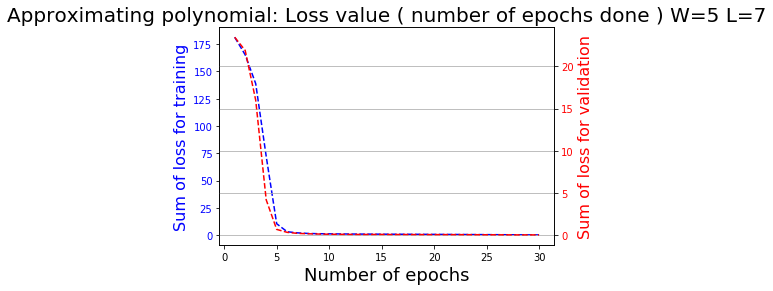 Approximating polynomial: Loss value ( number of epochs done ) W=5 L=7
Sum of loss for training
175
150
125
100
75
50
25
0
20
15
10
5
0
Sum of loss for validation
0 5 10 15 20 25 30
Number of epochs